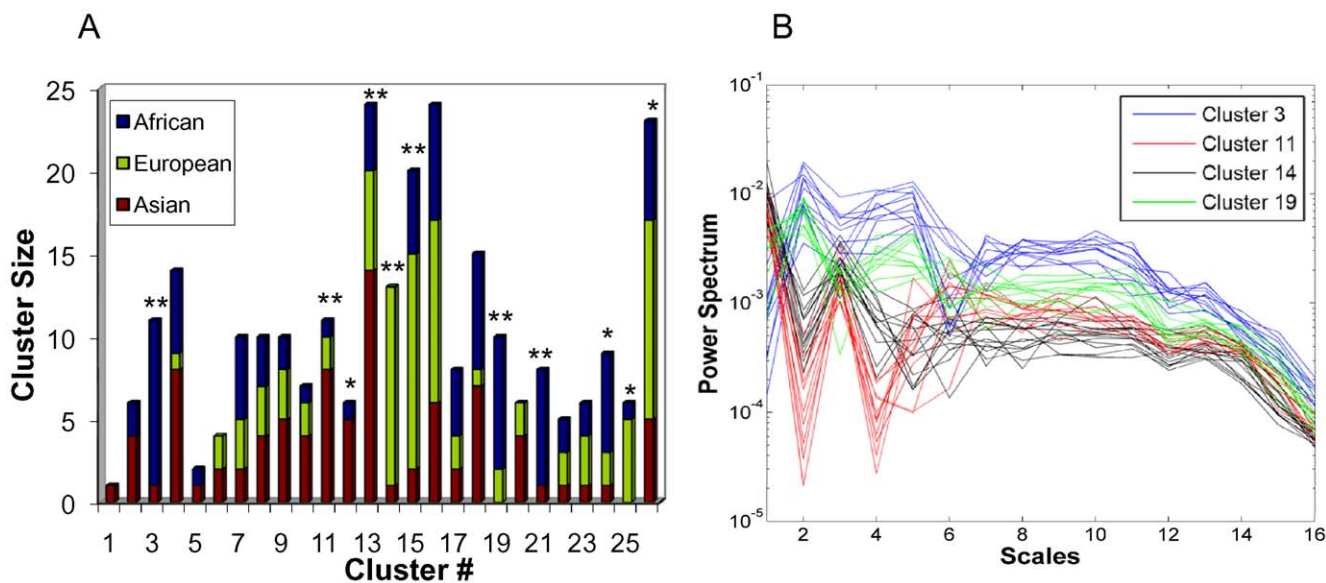 A
25
20
15
10
5
0
Cluster Size
African
European
Asian
**
**
*
**
**
**
**
**
*
*
*
1 3 5 7 9 11 13 15 17 19 21 23 25
Cluster #
B
10-1
10-2
10-3
10-4
10-5
Power Spectrum
Cluster 3
Cluster 11
Cluster 14
Cluster 19
2 4 6 8 10 12 14 16
Scales